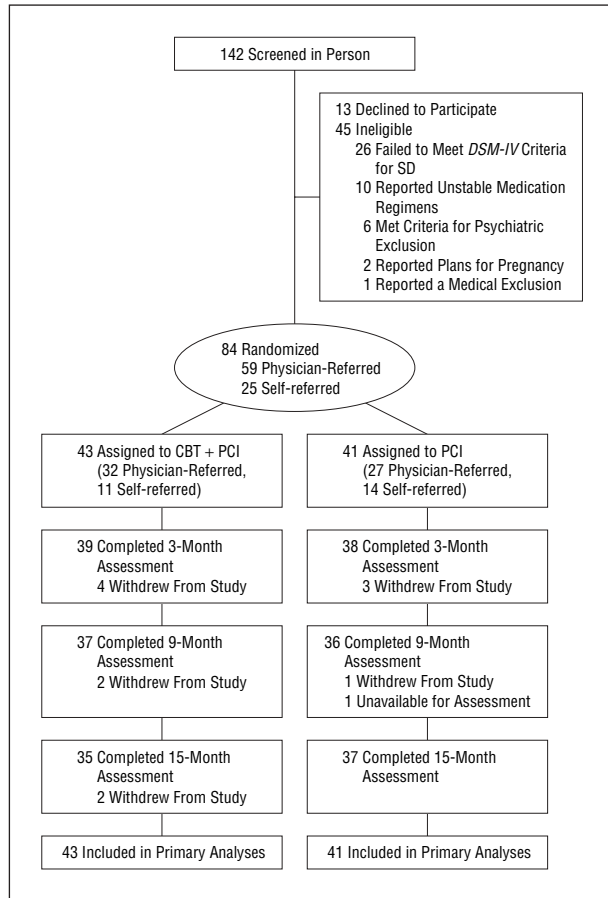 142 Screened in Person
13 Declined to Participate
45 Ineligible
26 Failed to Meet DSM-IV Criteria
for SD
10 Reported Unstable Medication
Regimens
6 Met Criteria for Psychiatric
Exclusion
2 Reported Plans for Pregnancy
1 Reported a Medical Exclusion
84 Randomized
59 Physician-Referred
25 Self-referred
43 Assigned to CBT + PCI
(32 Physician-Referred,
11 Self-referred)
41 Assigned to PCI
(27 Physician-Referred,
14 Self-referred)
39 Completed 3-Month
Assessment
4 Withdrew From Study
38 Completed 3-Month
Assessment
3 Withdrew From Study
37 Completed 9-Month
Assessment
2 Withdrew From Study
36 Completed 9-Month
Assessment
1 Withdrew From Study
1 Unavailable for Assessment
35 Completed 15-Month
Assessment
2 Withdrew From Study
37 Completed 15-Month
Assessment
43 Included in Primary Analyses
41 Included in Primary Analyses